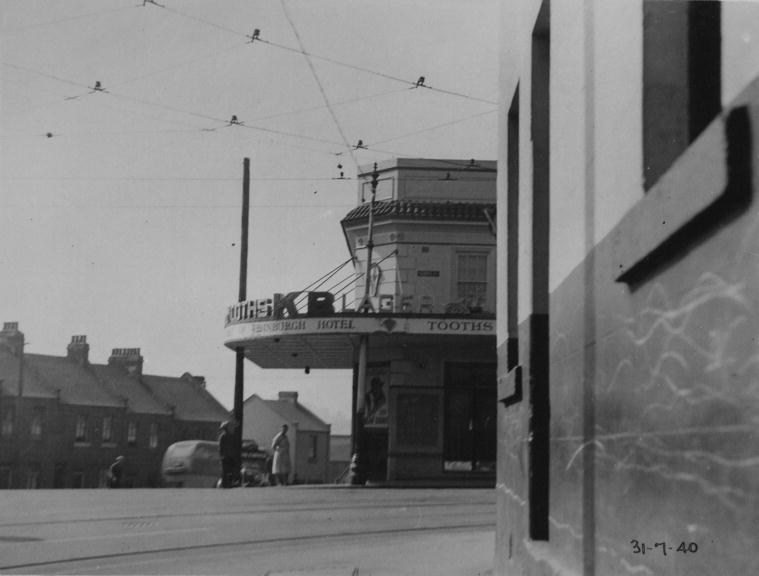 TOOTHS KB LAGER
EDINBURGH HOTEL TOOTHS
31-7-40